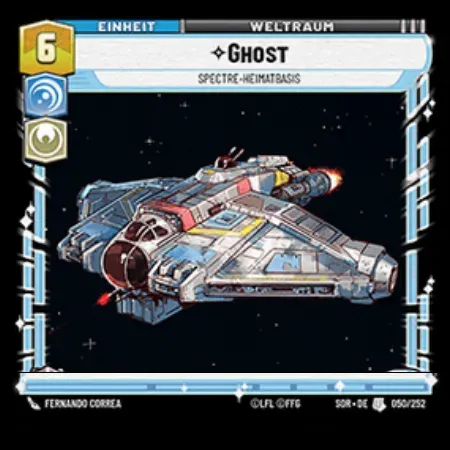 EINHEIT WELTRAUM
6
✧GHOST
SPECTRE-HEIMATBASIS
FERNANDO CORREA ©LFL ©FFG SOR • DE 050/252